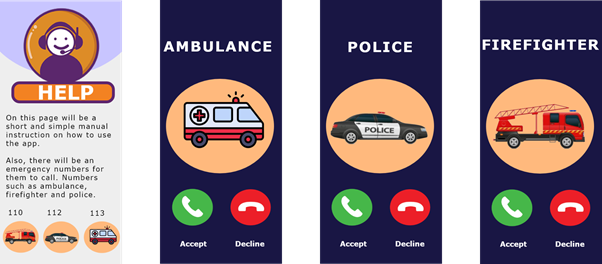 HELP
On this page will be a
short and simple manual
instruction on how to use
the app.
Also, there will be an
emergency numbers for
them to call. Numbers
such as ambulance,
firefighter and police.
110 112 113
AMBULANCE
Accept Decline
POLICE
POLICE
Accept Decline
FIREFIGHTER
Accept Decline